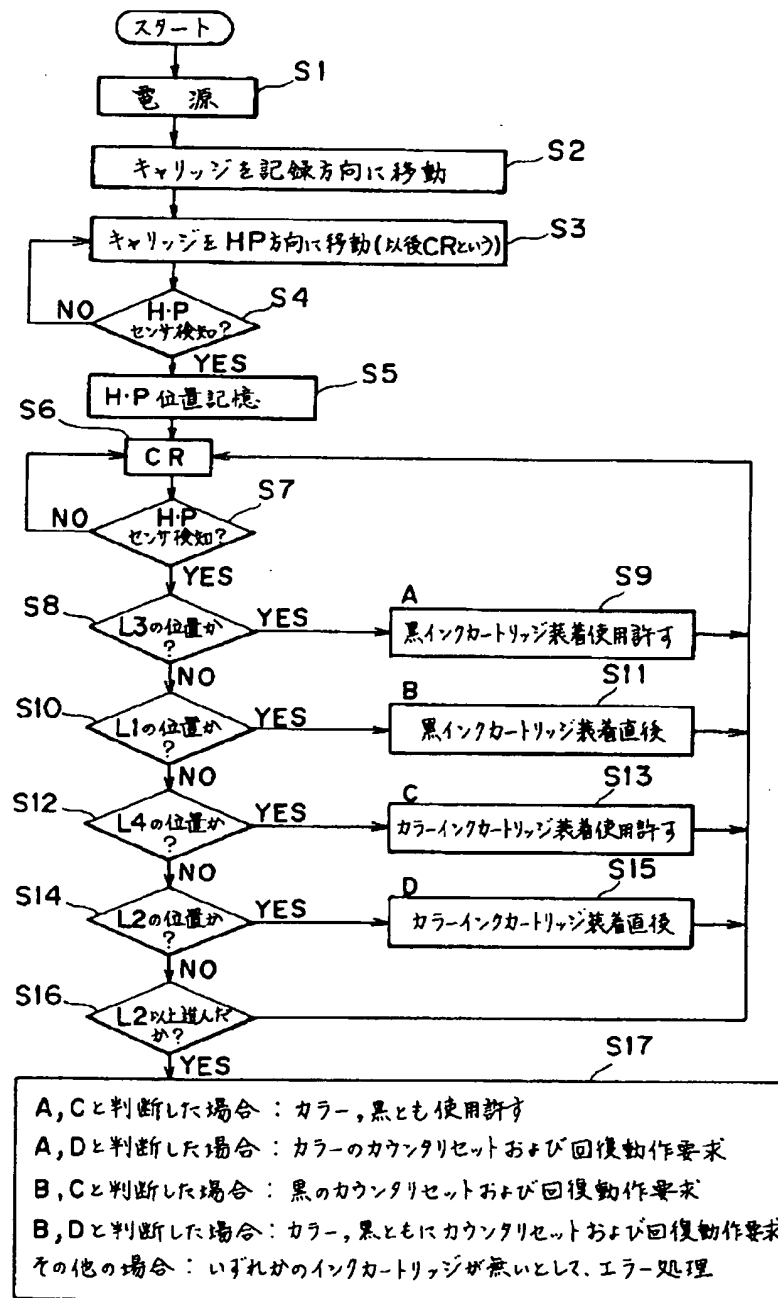 スタート
S1
電源
S2
キャリッジを記録方向に移動
S3
キャリッジをHP方向に移動(以後CRという)
S4
NO
H・P
センサ検知?
YES
S5
H・P位置記憶
S6
CR
S7
NO
H・P
センサ検知?
YES
S8
L3の位置か
?
YES
A
S9
黒インクカートリッジ装着使用許す
NO
S10
L1の位置か
?
YES
B
S11
黒インクカートリッジ装着直後
NO
S12
L4の位置か
?
YES
C
S13
カラーインクカートリッジ装着使用許す
NO
S14
L2の位置か
?
YES
D
S15
カラーインクカートリッジ装着直後
NO
S16
L2以上進んだ
か?
YES
S17
A,Cと判断した場合:カラー,黒とも使用許す
A,Dと判断した場合:カラーのカウンタリセットおよび回復動作要求
B,Cと判断した場合:黒のカウンタリセットおよび回復動作要求
B,Dと判断した場合:カラー,黒ともにカウンタリセットおよび回復動作要求
その他の場合:いずれかのインクカートリッジが無いとして、エラー処理